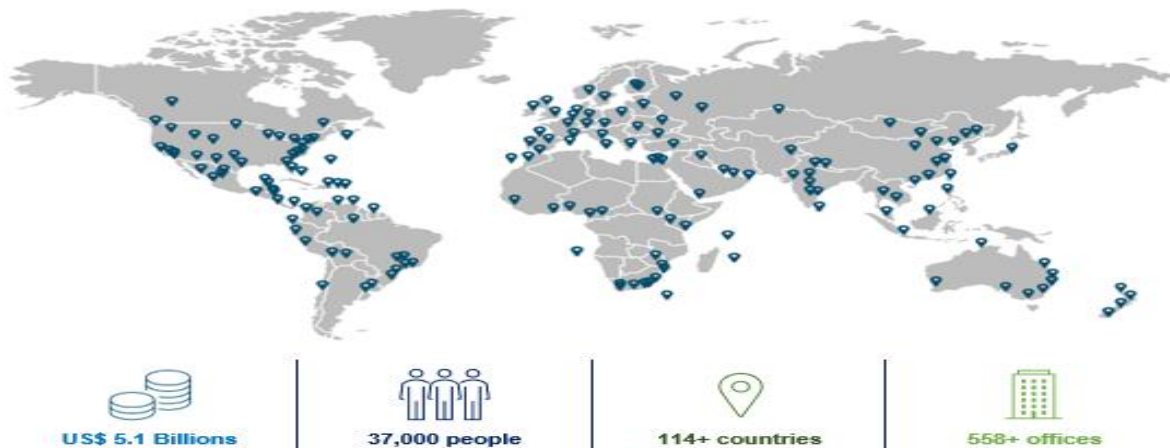 US$ 5.1 Billions
37,000 people
114+ countries
558+ offices